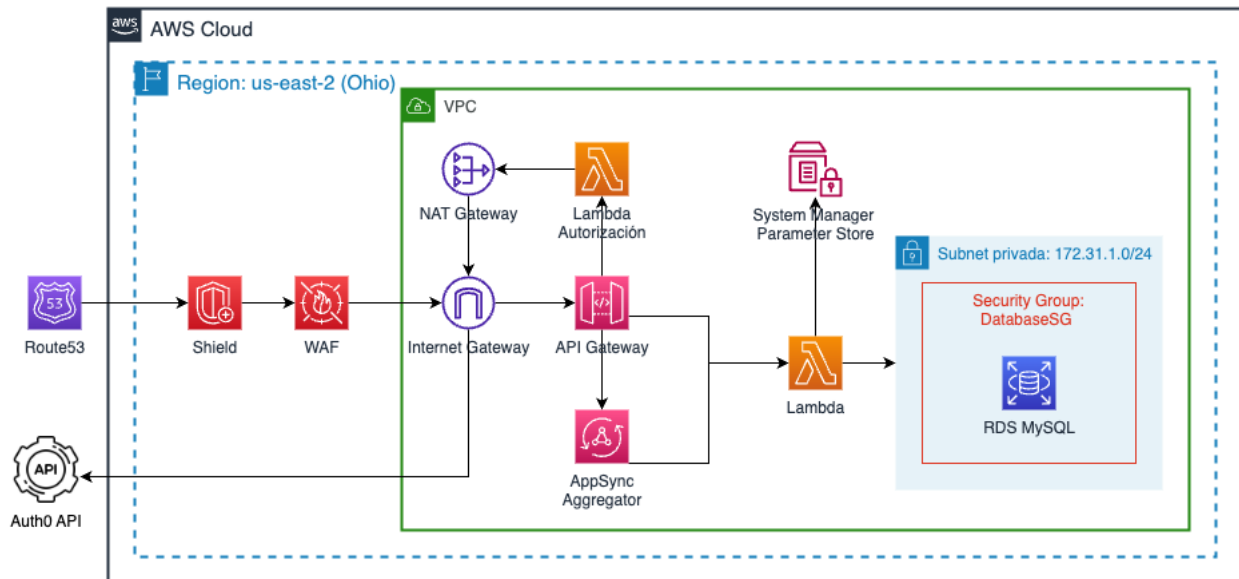 aws
AWS Cloud
Region: us-east-2 (Ohio)
VPC
NAT Gateway
Lambda
Autorización
System Manager
Parameter Store
Subnet privada: 172.31.1.0/24
Security Group:
DatabaseSG
53
Route53
Shield
WAF
Internet Gateway
API Gateway
Lambda
RDS MySQL
API
Auth0 API
AppSync
Aggregator